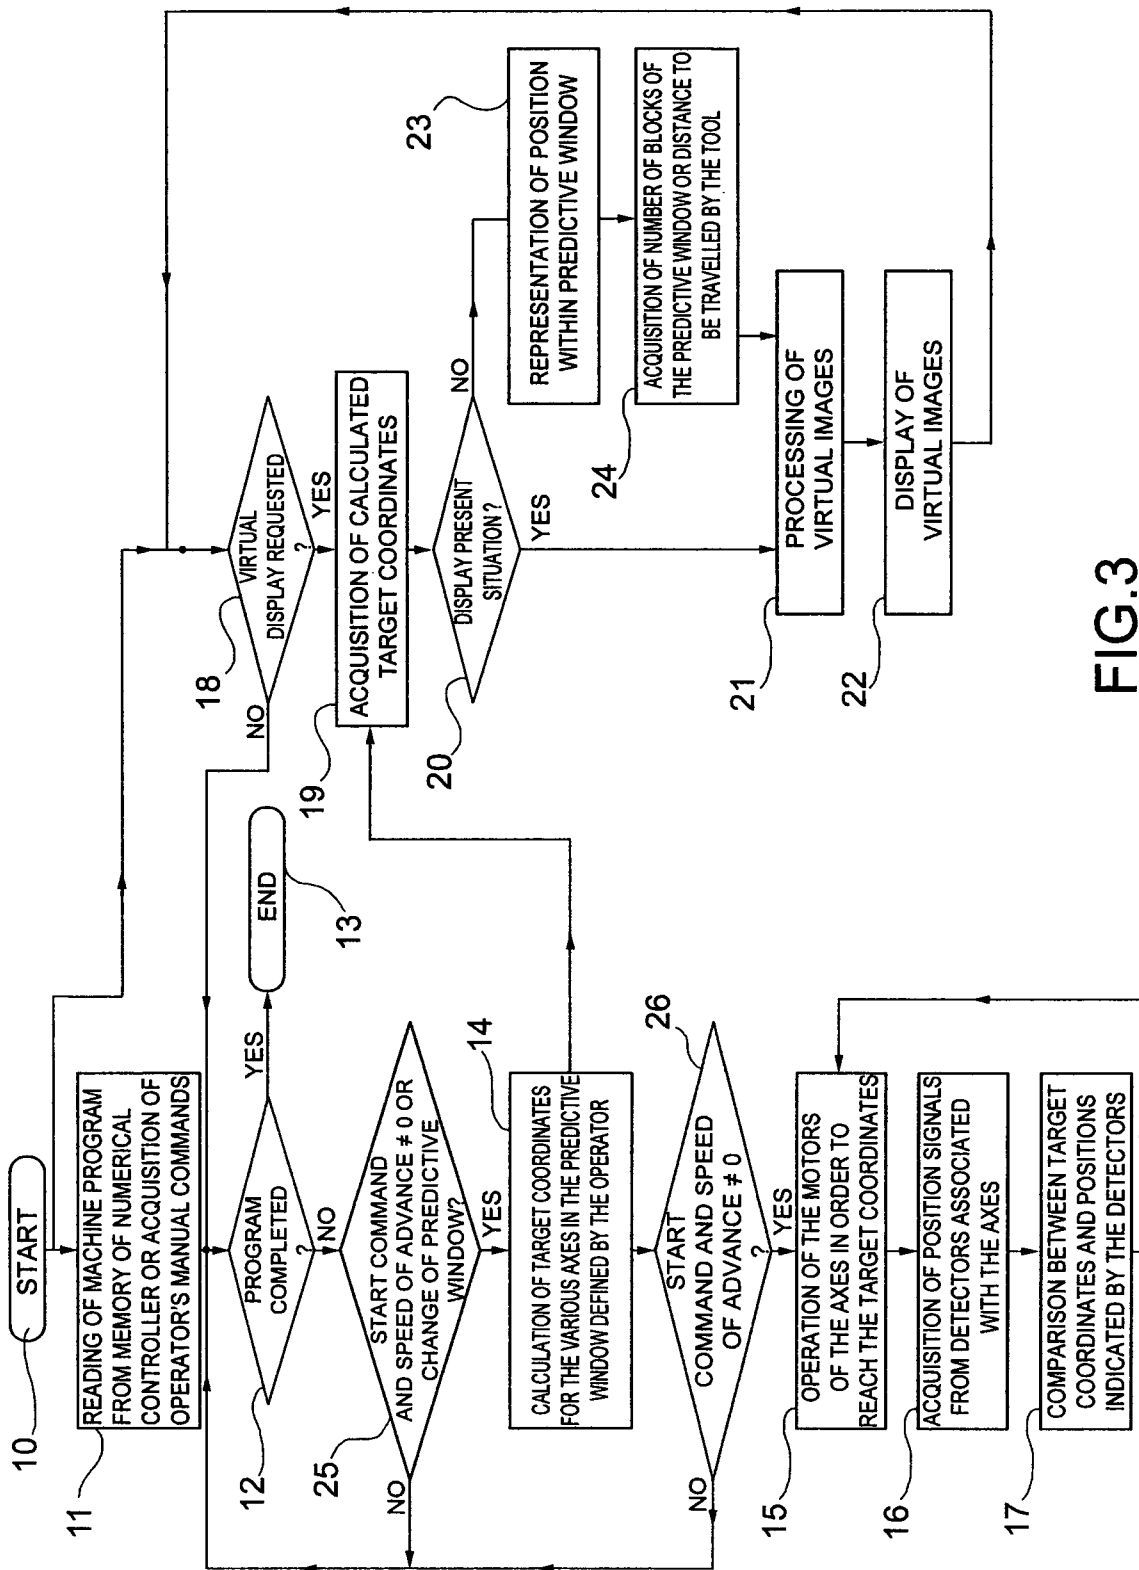 10
START
11
READING OF MACHINE PROGRAM
FROM MEMORY OF NUMERICAL
CONTROLLER OR ACQUISITION OF
OPERATOR'S MANUAL COMMANDS
12
PROGRAM
COMPLETED
?
YES
END
13
NO
25
START COMMAND
AND SPEED OF ADVANCE ≠ 0 OR
CHANGE OF PREDICTIVE
WINDOW?
NO
YES
14
CALCULATION OF TARGET COORDINATES
FOR THE VARIOUS AXES IN THE PREDICTIVE
WINDOW DEFINED BY THE OPERATOR
26
START
COMMAND AND SPEED
OF ADVANCE ≠ 0
?
NO
YES
15
OPERATION OF THE MOTORS
OF THE AXES IN ORDER TO
REACH THE TARGET COORDINATES
16
ACQUISITION OF POSITION SIGNALS
FROM DETECTORS ASSOCIATED
WITH THE AXES
17
COMPARISON BETWEEN TARGET
COORDINATES AND POSITIONS
INDICATED BY THE DETECTORS
18
VIRTUAL
DISPLAY REQUESTED
?
NO
YES
19
ACQUISITION OF CALCULATED
TARGET COORDINATES
20
DISPLAY PRESENT
SITUATION?
NO
YES
23
REPRESENTATION OF POSITION
WITHIN PREDICTIVE WINDOW
24
ACQUISITION OF NUMBER OF BLOCKS OF
THE PREDICTIVE WINDOW OR DISTANCE TO
BE TRAVELLED BY THE TOOL
21
PROCESSING OF
VIRTUAL IMAGES
22
DISPLAY OF
VIRTUAL IMAGES
FIG.3